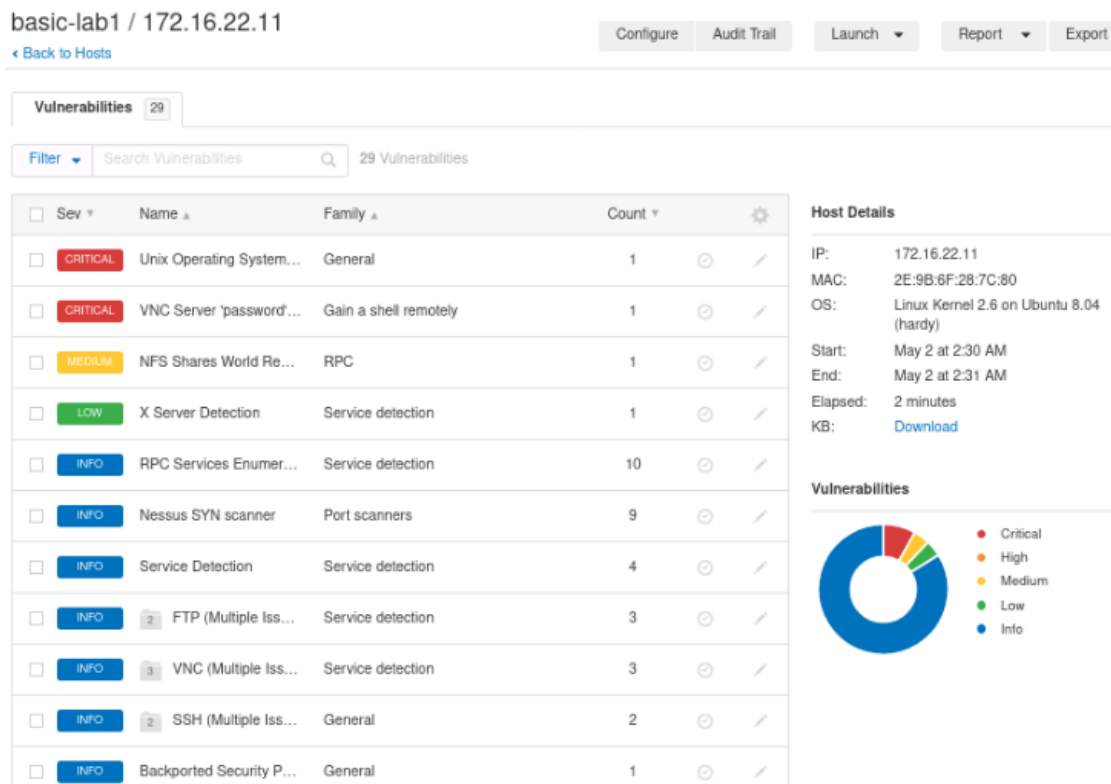 basic-lab1 / 172.16.22.11
Back to Hosts
Configure Audit Trail Launch Report Export
Vulnerabilities 29
Filter Search Vulnerabilities 29 Vulnerabilities
Sev Name Family Count
CRITICAL Unix Operating System... General 1
CRITICAL VNC Server 'password'... Gain a shell remotely 1
MEDIUM NFS Shares World Re... RPC 1
LOW X Server Detection Service detection 1
INFO RPC Services Enumer... Service detection 10
INFO Nessus SYN scanner Port scanners 9
INFO Service Detection Service detection 4
INFO 2 FTP (Multiple Iss... Service detection 3
INFO 3 VNC (Multiple Iss... Service detection 3
INFO 2 SSH (Multiple Iss... General 2
INFO Backported Security P... General 1
Host Details
IP: 172.16.22.11
MAC: 2E:9B:6F:28:7C:80
OS: Linux Kernel 2.6 on Ubuntu 8.04
(hardy)
Start: May 2 at 2:30 AM
End: May 2 at 2:31 AM
Elapsed: 2 minutes
KB: Download
Vulnerabilities
Critical
High
Medium
Low
Info